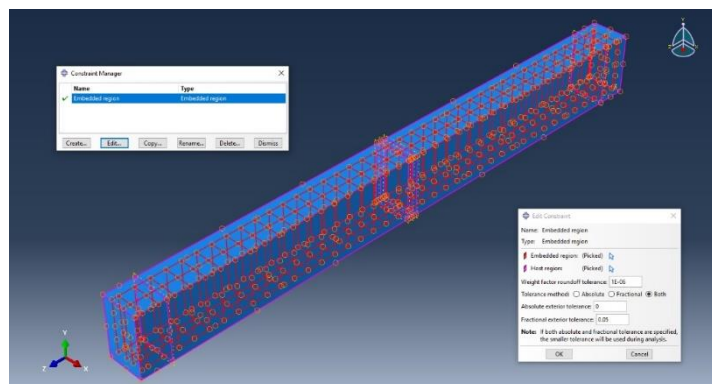 Constraint Manager
Name Type
Embedded region Embedded region
Create... Edit... Copy... Rename... Delete... Dismiss
Edit Constraint
Name: Embedded region
Type: Embedded region
Embedded region: (Picked)
Host region: (Picked)
Weight factor roundoff tolerance: 1E-06
Tolerance method: Absolute Fractional Both
Absolute exterior tolerance: 0
Fractional exterior tolerance: 0.05
Note: If both absolute and fractional tolerance are specified,
the smaller tolerance will be used during analysis.
OK Cancel
Y
Z X